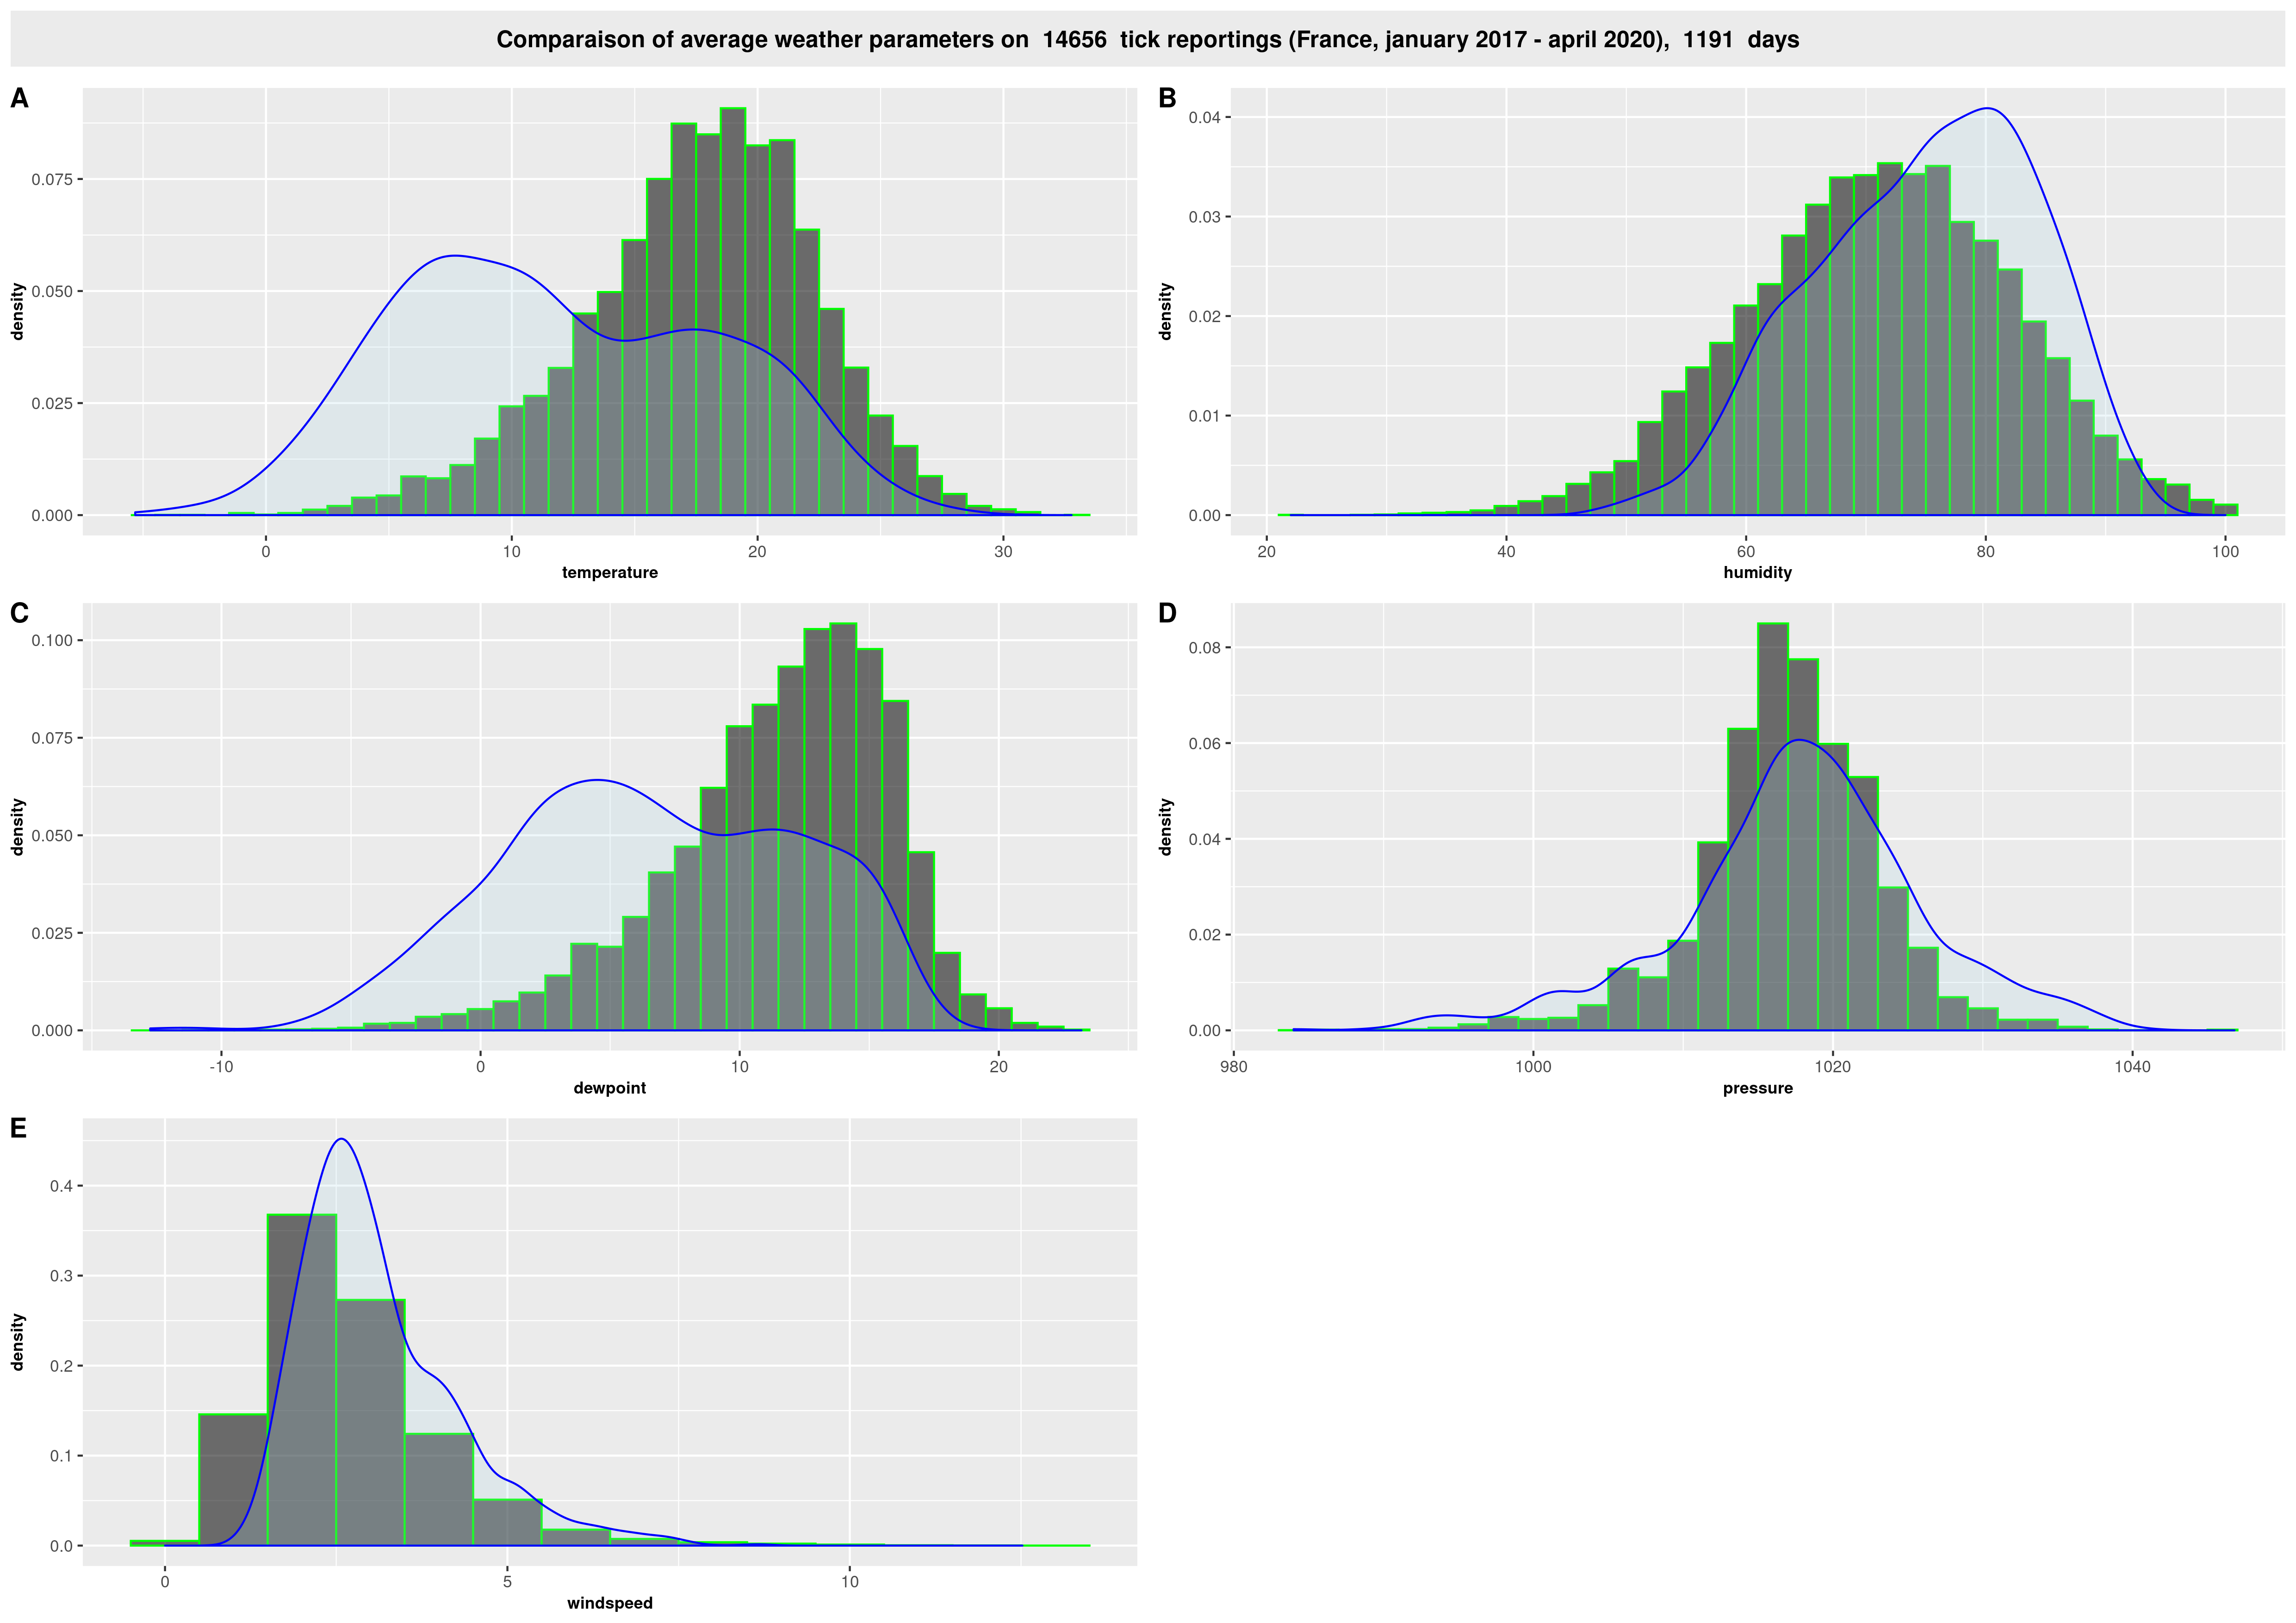 Comparaison of average weather parameters on 14656 tick reportings (France, january 2017 - april 2020), 1191 days
A
0.075
0.050
0.025
0.000
density
0 10 20 30
temperature
B
0.04
0.03
0.02
0.01
0.00
density
20 40 60 80 100
humidity
C
0.100
0.075
0.050
0.025
0.000
density
-10 0 10 20
dewpoint
D
0.08
0.06
0.04
0.02
0.00
density
980 1000 1020 1040
pressure
E
0.4
0.3
0.2
0.1
0.0
density
0 5 10
windspeed